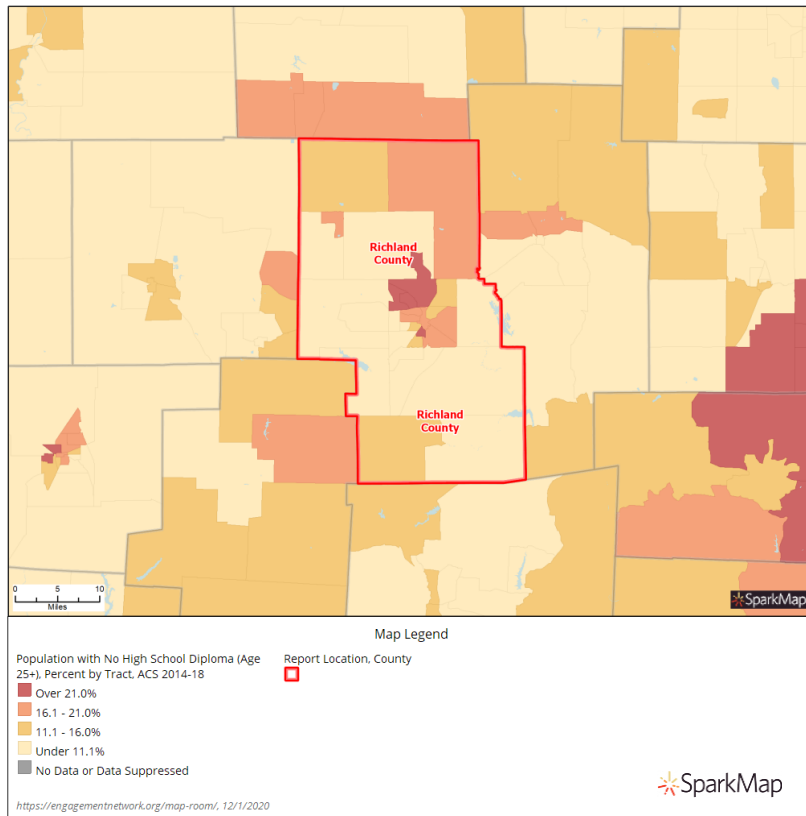 Richland
County
Richland
County
0 5 10
Miles
SparkMap
Map Legend
Population with No High School Diploma (Age
25+), Percent by Tract, ACS 2014-18
Over 21.0%
16.1 - 21.0%
11.1 - 16.0%
Under 11.1%
No Data or Data Suppressed
Report Location, County
SparkMap
https://engagementnetwork.org/map-room/, 12/1/2020